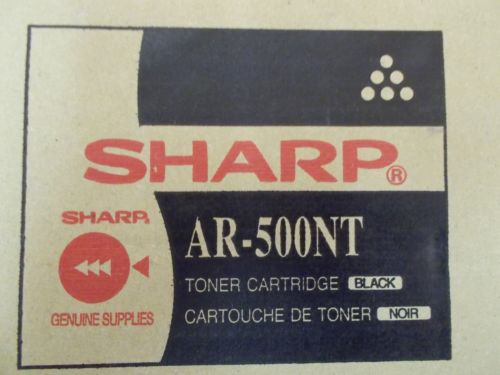 SHARP®
SHARP®
GENUINE SUPPLIES
AR-500NT
TONER CARTRIDGE BLACK
CARTOUCHE DE TONER NOIR